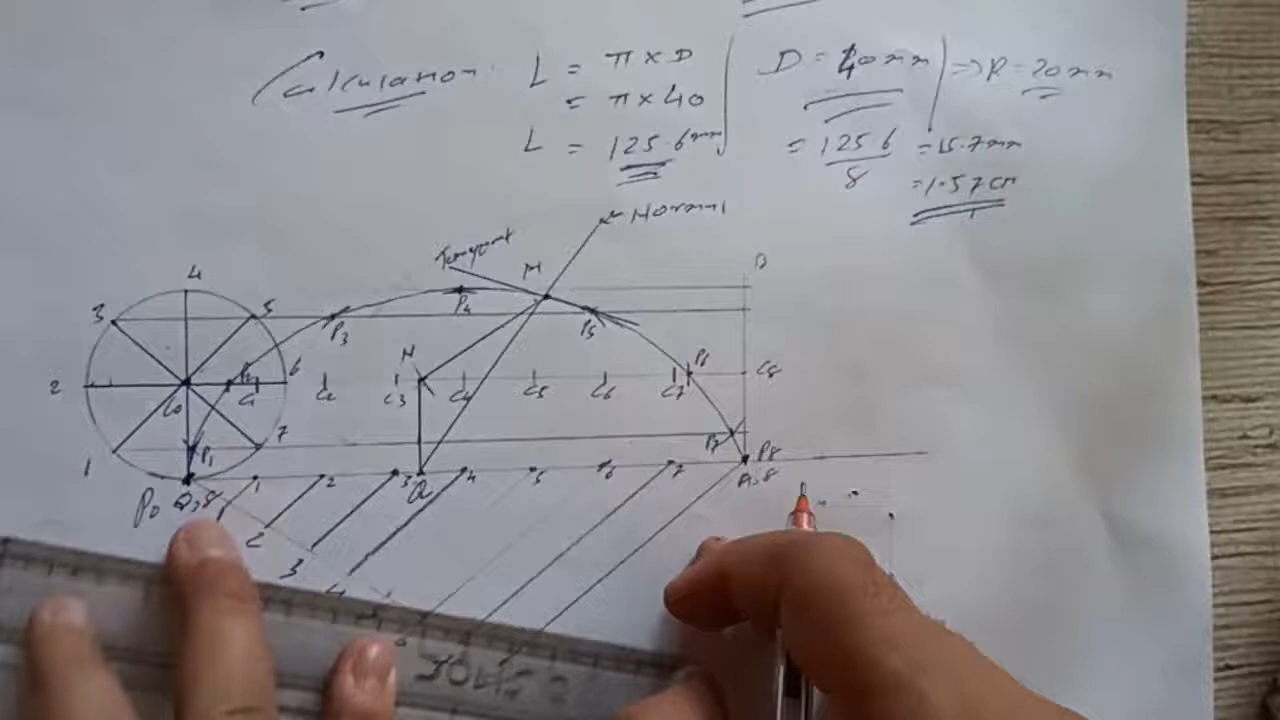 Calculation: L = π×D D = 40mm => R = 20mm
= π×40
L = 125.6mm = 125.6/8 = 15.7mm
= 1.57cm
Normal
Tangent
M B
4
3 5 P4
P3 P5
N P6
2 6 C8
C0 P2 C1 C2 C3 C4 C5 C6 C7
1 7 P1 P7 P8
P0 1 2 3 Q 4 5 6 7 A,8
1
2
3
4